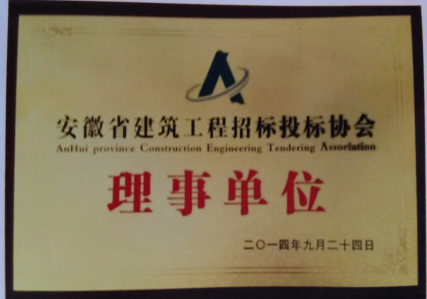 安徽省建筑工程招标投标协会
AnHui province Construction Engineering Tendering Association
理事单位
二〇一四年九月二十四日